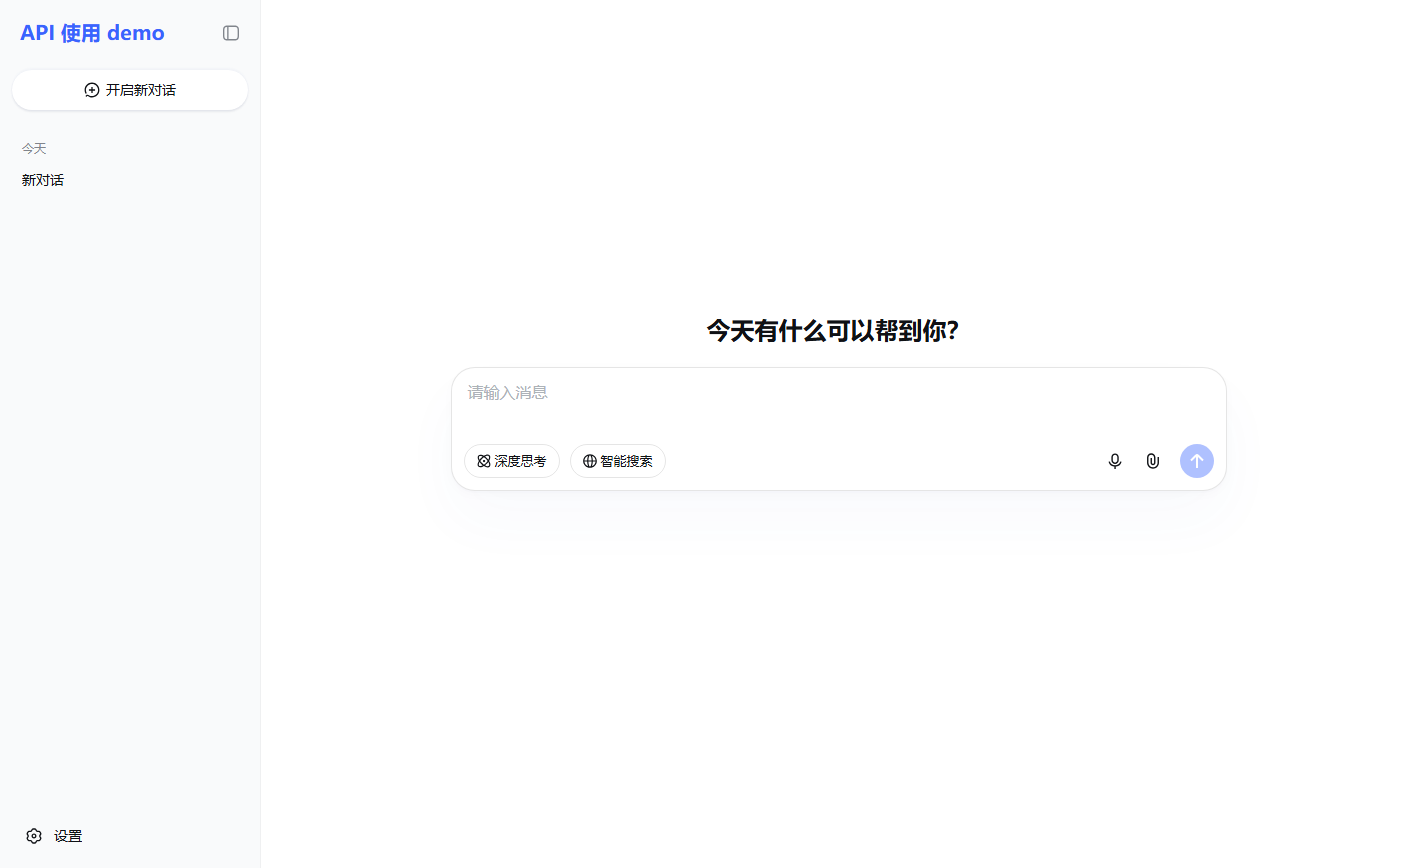 API 使用 demo
开启新对话
今天
新对话
今天有什么可以帮到你？
请输入消息
深度思考
智能搜索
设置